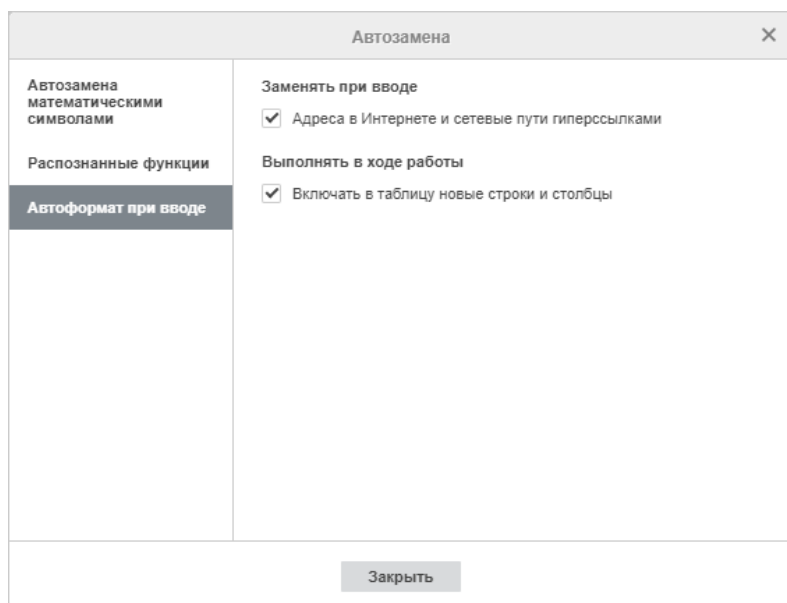 Автозамена
Автозамена
математическими
символами
Распознанные функции
Автоформат при вводе
Заменять при вводе
Адреса в Интернете и сетевые пути гиперссылками
Выполнять в ходе работы
Включать в таблицу новые строки и столбцы
Закрыть